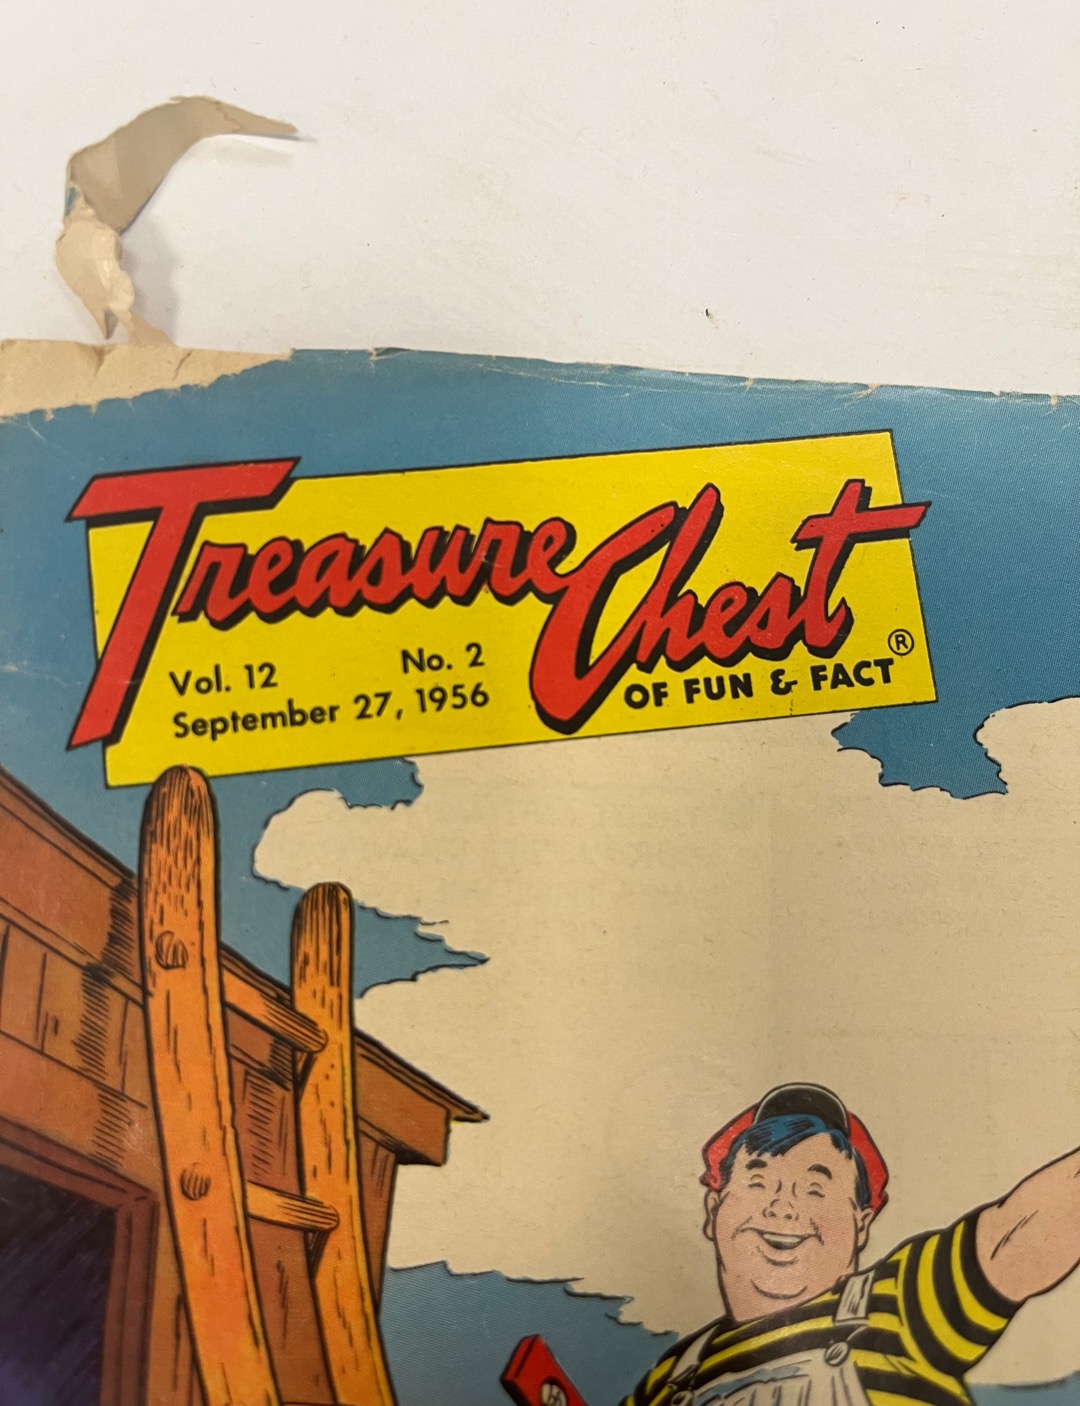 Treasure Chest
OF FUN & FACT ®
Vol. 12 No. 2
September 27, 1956